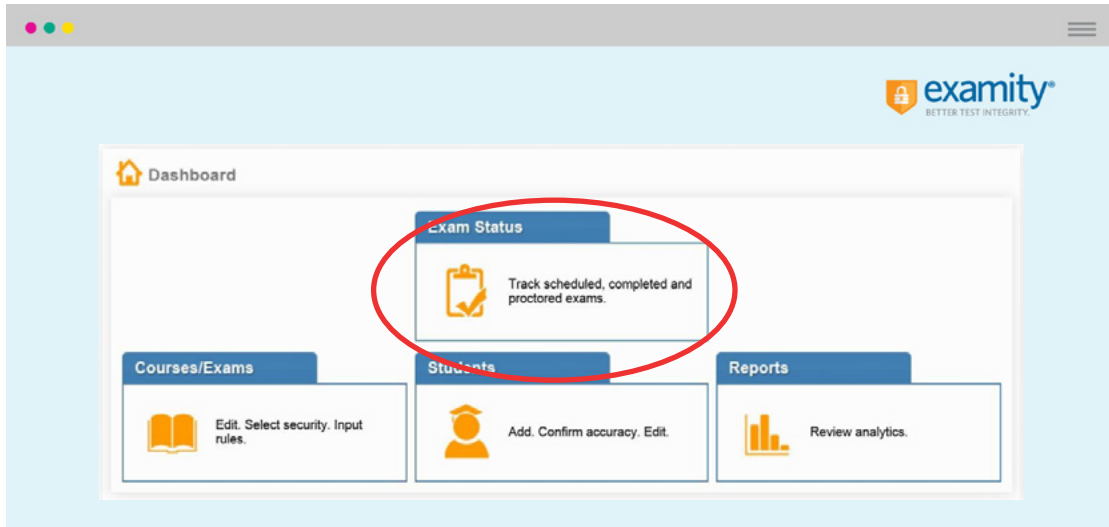 examity®
BETTER TEST INTEGRITY.
Dashboard
Exam Status
Track scheduled, completed and
proctored exams.
Courses/Exams
Edit. Select security. Input
rules.
Students
Add. Confirm accuracy. Edit.
Reports
Review analytics.